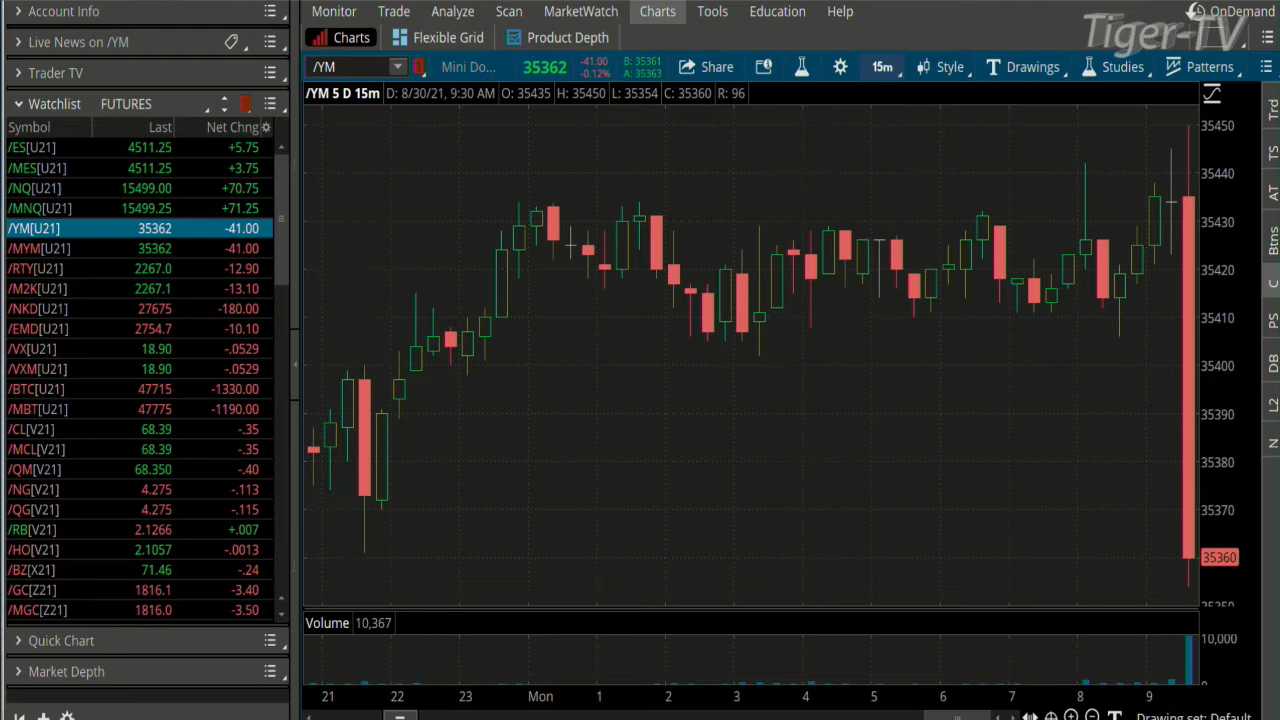 Account Info
Live News on /YM
Trader TV
Watchlist FUTURES
Symbol Last Net Chng
/ES[U21] 4511.25 +5.75
/MES[U21] 4511.25 +3.75
/NQ[U21] 15499.00 +70.75
/MNQ[U21] 15499.25 +71.25
/YM[U21] 35362 -41.00
/MYM[U21] 35362 -41.00
/RTY[U21] 2267.0 -12.90
/M2K[U21] 2267.1 -13.10
/NKD[U21] 27675 -180.00
/EMD[U21] 2754.7 -10.10
/VX[U21] 18.90 -.0529
/VXM[U21] 18.90 -.0529
/BTC[U21] 47715 -1330.00
/MBT[U21] 47775 -1190.00
/CL[V21] 68.39 -.35
/MCL[V21] 68.39 -.35
/QM[V21] 68.350 -.40
/NG[V21] 4.275 -.113
/QG[V21] 4.275 -.115
/RB[V21] 2.1266 +.007
/HO[V21] 2.1057 -.0013
/BZ[X21] 71.46 -.24
/GC[Z21] 1816.1 -3.40
/MGC[Z21] 1816.0 -3.50
Quick Chart
Market Depth
Monitor Trade Analyze Scan MarketWatch Charts Tools Education Help
OnDemand
Tiger-TV
Charts Flexible Grid Product Depth
/YM Mini Do... 35362 -41.00 -0.12% B: 35361 A: 35363 Share 15m Style Drawings Studies Patterns
/YM 5 D 15m D: 8/30/21, 9:30 AM O: 35435 H: 35450 L: 35354 C: 35360 R: 96
35450
35440
35430
35420
35410
35400
35390
35380
35370
35360
35350
Volume 10,367
10,000
0
21 22 23 Mon 1 2 3 4 5 6 7 8 9
Drawing set: Default
Trd
TS
AT
Btns
C
PS
DB
L2
N